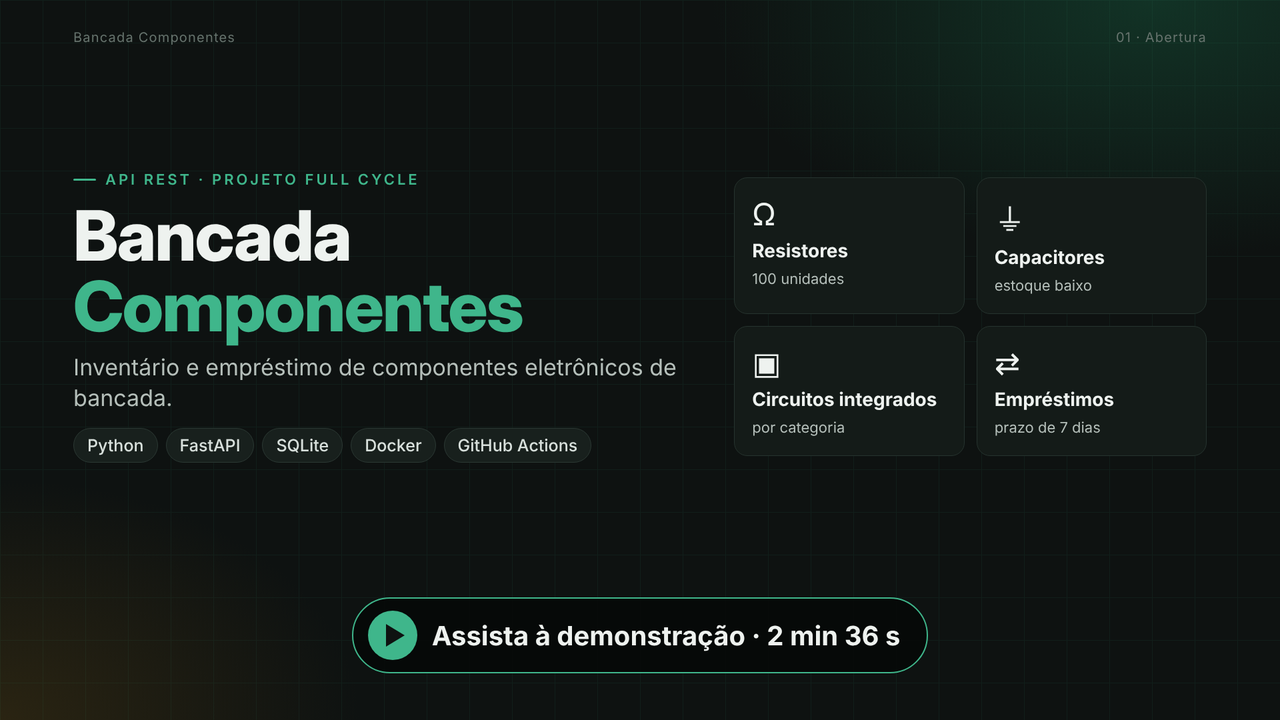 Bancada Componentes
01 · Abertura
API REST · PROJETO FULL CYCLE
Bancada
Componentes
Inventário e empréstimo de componentes eletrônicos de
bancada.
Python
FastAPI
SQLite
Docker
GitHub Actions
Ω
Resistores
100 unidades
Capacitores
estoque baixo
Circuitos integrados
por categoria
Empréstimos
prazo de 7 dias
Assista à demonstração · 2 min 36 s